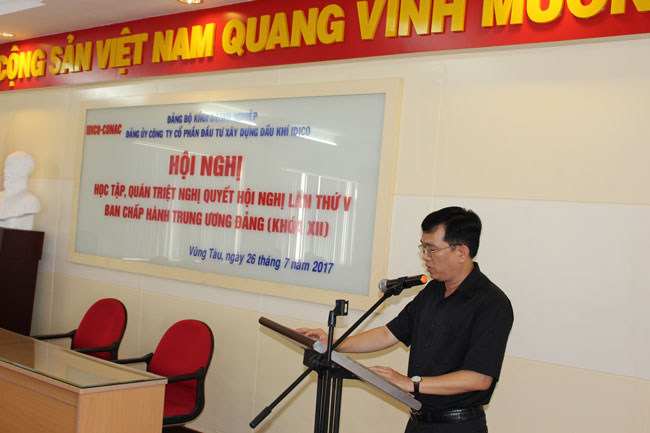 CỘNG SẢN VIỆT NAM QUANG VINH MUÔN
ĐẢNG BỘ KHỐI DOANH NGHIỆP
IDICO-CONAC
ĐẢNG ỦY CÔNG TY CỔ PHẦN ĐẦU TƯ XÂY DỰNG DẦU KHÍ IDICO
HỘI NGHỊ
HỌC TẬP, QUÁN TRIỆT NGHỊ QUYẾT HỘI NGHỊ LẦN THỨ V
BAN CHẤP HÀNH TRUNG ƯƠNG ĐẢNG (KHÓA XII)
Vũng Tàu, ngày 26 tháng 7 năm 2017